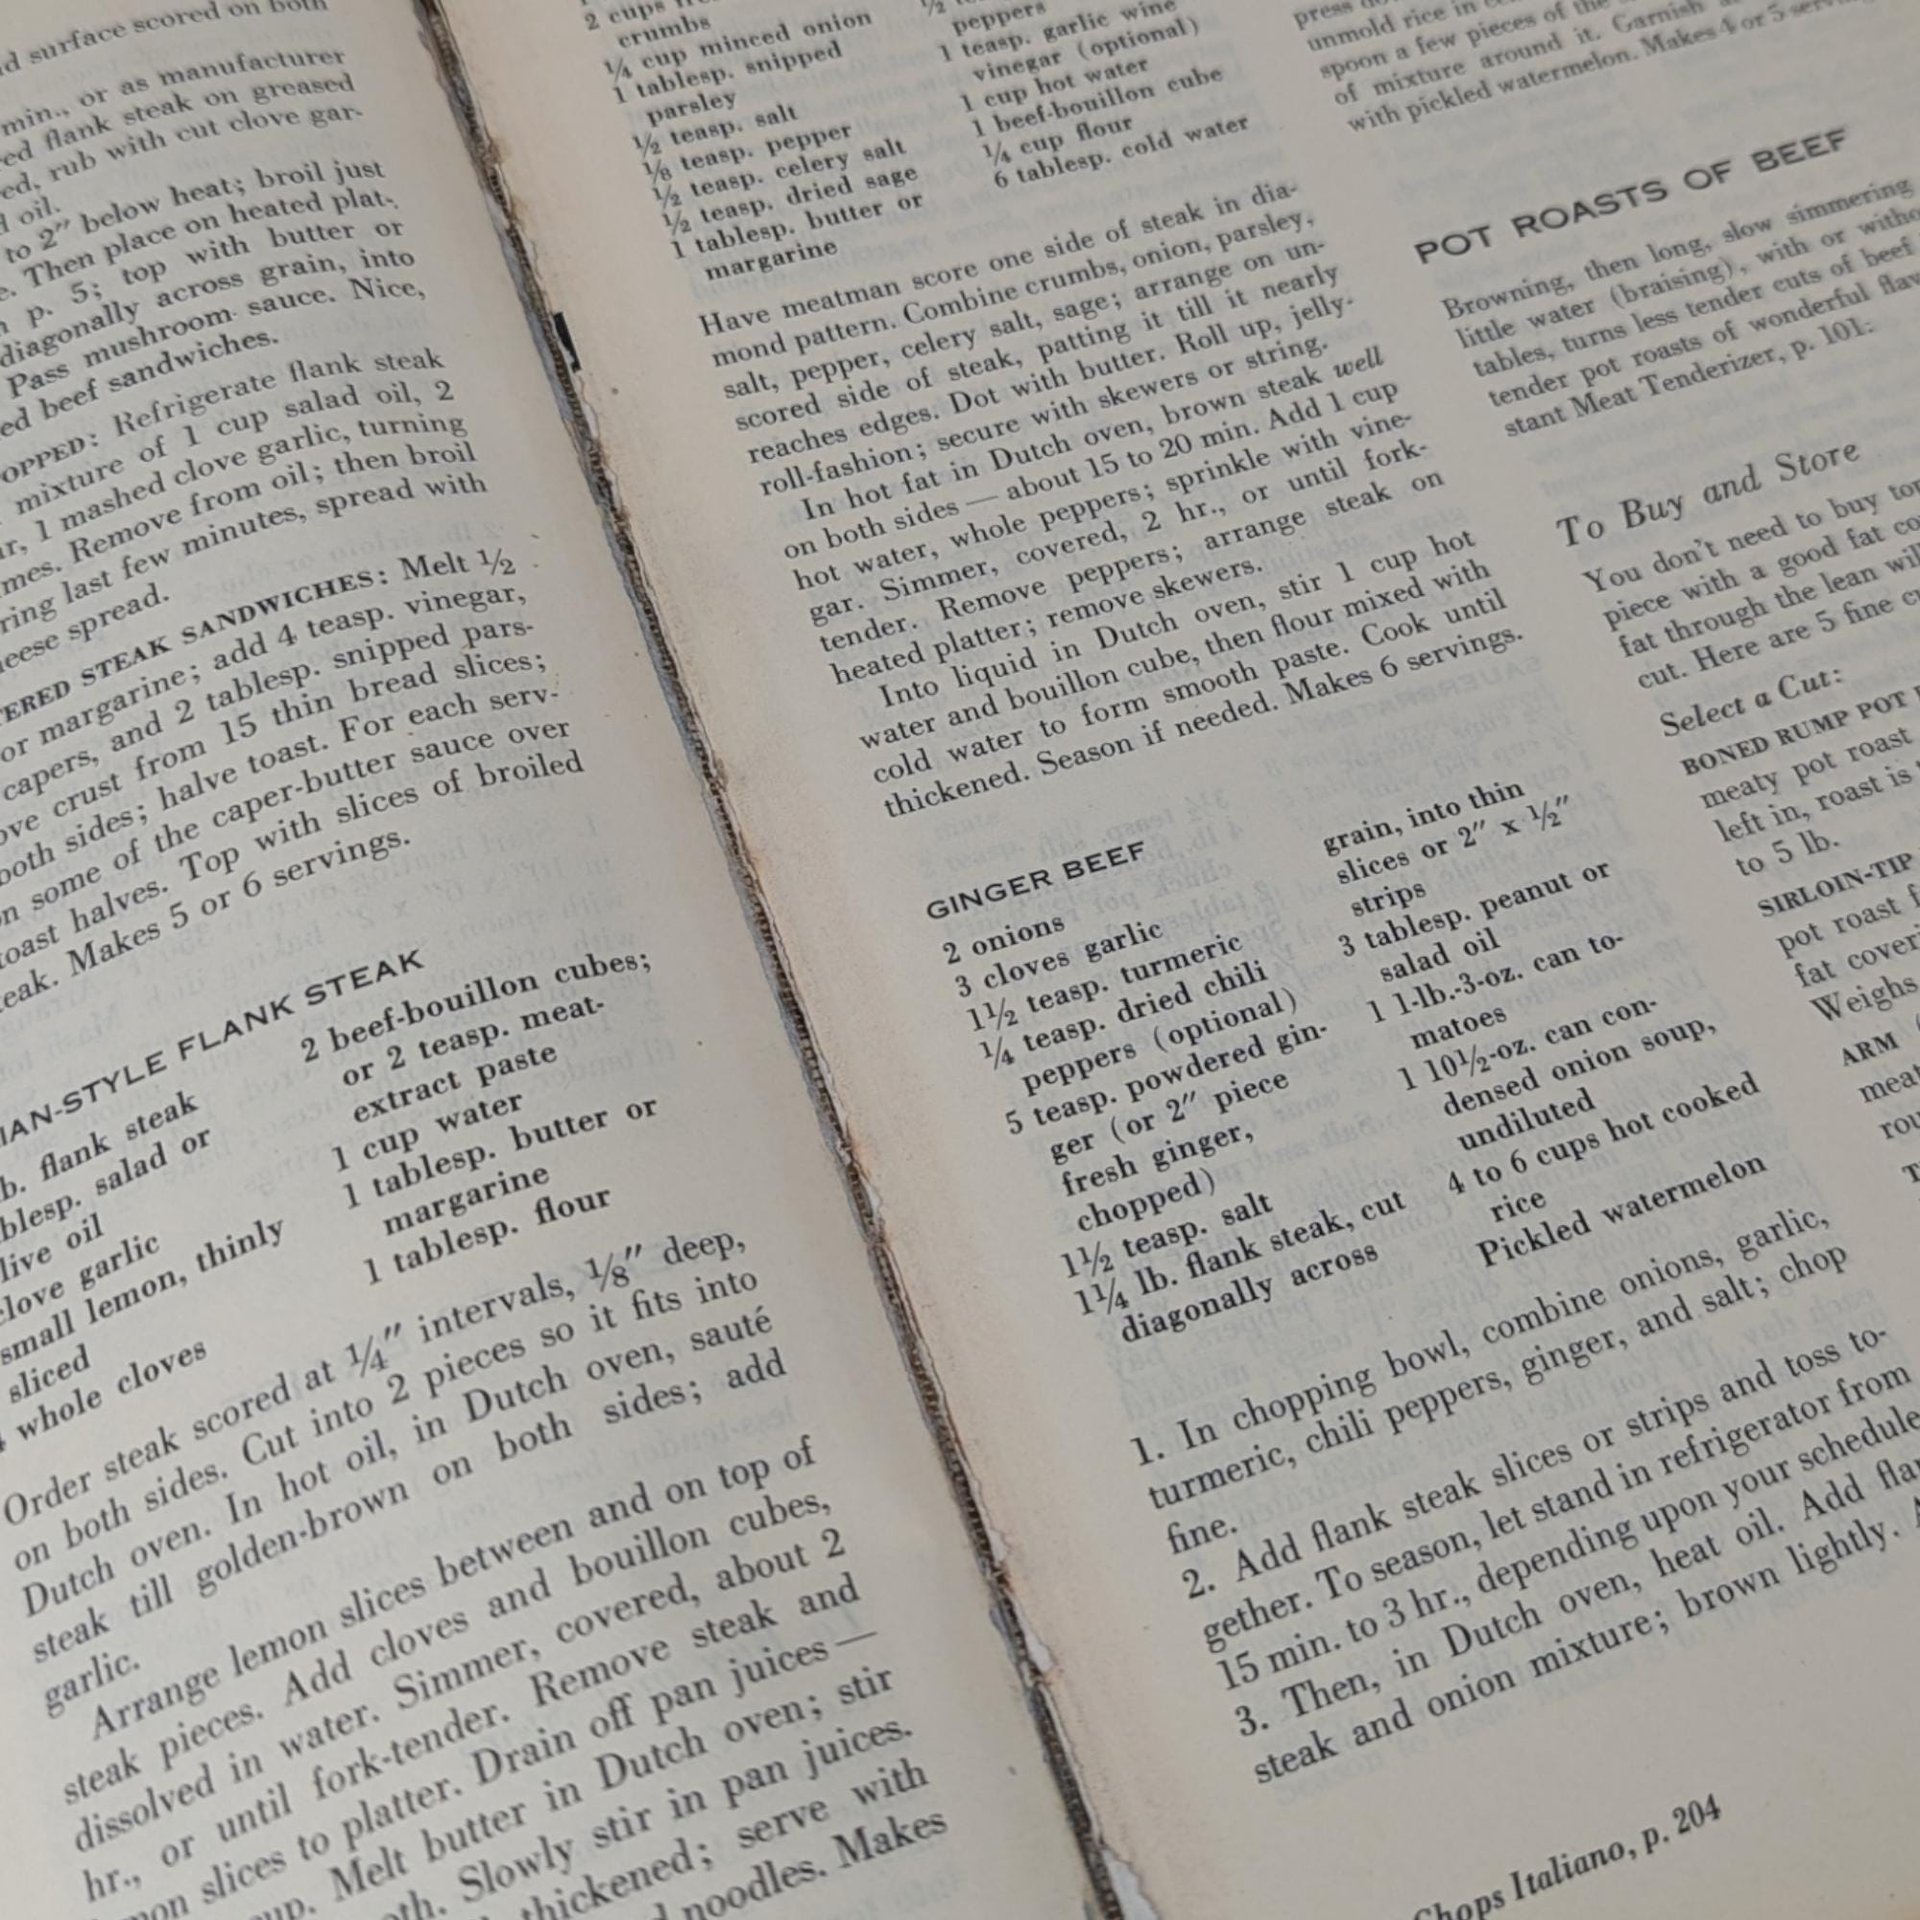 d surface scored on both
min., or as manufacturer
ed flank steak on greased
ed, rub with cut clove gar-
d oil.
to 2″ below heat; broil just
e. Then place on heated plat-
n p. 5; top with butter or
diagonally across grain, into
Pass mushroom sauce. Nice,
ed beef sandwiches.
OPPED: Refrigerate flank steak
mixture of 1 cup salad oil, 2
ar, 1 mashed clove garlic, turning
mes. Remove from oil; then broil
ring last few minutes, spread with
heese spread.
TERED STEAK SANDWICHES: Melt ½
or margarine; add 4 teasp. vinegar,
capers, and 2 tablesp. snipped pars-
ove crust from 15 thin bread slices;
both sides; halve toast. For each serv-
on some of the caper-butter sauce over
toast halves. Top with slices of broiled
teak. Makes 5 or 6 servings.
IAN-STYLE FLANK STEAK
b. flank steak
blesp. salad or
live oil
clove garlic
small lemon, thinly
sliced
4 whole cloves
2 beef-bouillon cubes;
or 2 teasp. meat-
extract paste
1 cup water
1 tablesp. butter or
margarine
1 tablesp. flour
Order steak scored at ¼″ intervals, ⅛″ deep,
on both sides. Cut into 2 pieces so it fits into
Dutch oven. In hot oil, in Dutch oven, sauté
steak till golden-brown on both sides; add
garlic.
Arrange lemon slices between and on top of
steak pieces. Add cloves and bouillon cubes,
dissolved in water. Simmer, covered, about 2
hr., or until fork-tender. Remove steak and
mon slices to platter. Drain off pan juices —
cup. Melt butter in Dutch oven; stir
oth. Slowly stir in pan juices.
thickened; serve with
d noodles. Makes
2 cups
crumbs
¼ cup minced onion
1 tablesp. snipped
parsley
½ teasp. salt
⅛ teasp. pepper
½ teasp. celery salt
½ teasp. dried sage
1 tablesp. butter or
margarine
peppers
1 teasp. garlic wine
vinegar (optional)
1 cup hot water
1 beef-bouillon cube
¼ cup flour
6 tablesp. cold water
Have meatman score one side of steak in dia-
mond pattern. Combine crumbs, onion, parsley,
salt, pepper, celery salt, sage; arrange on un-
scored side of steak, patting it till it nearly
reaches edges. Dot with butter. Roll up, jelly-
roll-fashion; secure with skewers or string.
In hot fat in Dutch oven, brown steak well
on both sides — about 15 to 20 min. Add 1 cup
hot water, whole peppers; sprinkle with vine-
gar. Simmer, covered, 2 hr., or until fork-
tender. Remove peppers; arrange steak on
heated platter; remove skewers.
Into liquid in Dutch oven, stir 1 cup hot
water and bouillon cube, then flour mixed with
cold water to form smooth paste. Cook until
thickened. Season if needed. Makes 6 servings.
GINGER BEEF
2 onions
3 cloves garlic
1½ teasp. turmeric
¼ teasp. dried chili
peppers (optional)
5 teasp. powdered gin-
ger (or 2″ piece
fresh ginger,
chopped)
1½ teasp. salt
1¼ lb. flank steak, cut
diagonally across
grain, into thin
slices or 2″ x ½″
strips
3 tablesp. peanut or
salad oil
1 1-lb.-3-oz. can to-
matoes
1 10½-oz. can con-
densed onion soup,
undiluted
4 to 6 cups hot cooked
rice
Pickled watermelon
1. In chopping bowl, combine onions, garlic,
turmeric, chili peppers, ginger, and salt; chop
fine.
2. Add flank steak slices or strips and toss to-
gether. To season, let stand in refrigerator from
15 min. to 3 hr., depending upon your schedule
3. Then, in Dutch oven, heat oil. Add flan
steak and onion mixture; brown lightly. A
unmold rice in
spoon a few pieces of the
of mixture around it. Garnish
with pickled watermelon. Makes 4 or 5 servings
POT ROASTS OF BEEF
Browning, then long, slow simmering
little water (braising), with or witho
tables, turns less tender cuts of beef
tender pot roasts of wonderful flav
stant Meat Tenderizer, p. 101.
To Buy and Store
You don't need to buy to
piece with a good fat co
fat through the lean wil
cut. Here are 5 fine cu
Select a Cut:
BONED RUMP POT
meaty pot roast
left in, roast is
to 5 lb.
SIRLOIN-TIP
pot roast f
fat coveri
Weighs
ARM
meat
rou
T
Chops Italiano, p. 204